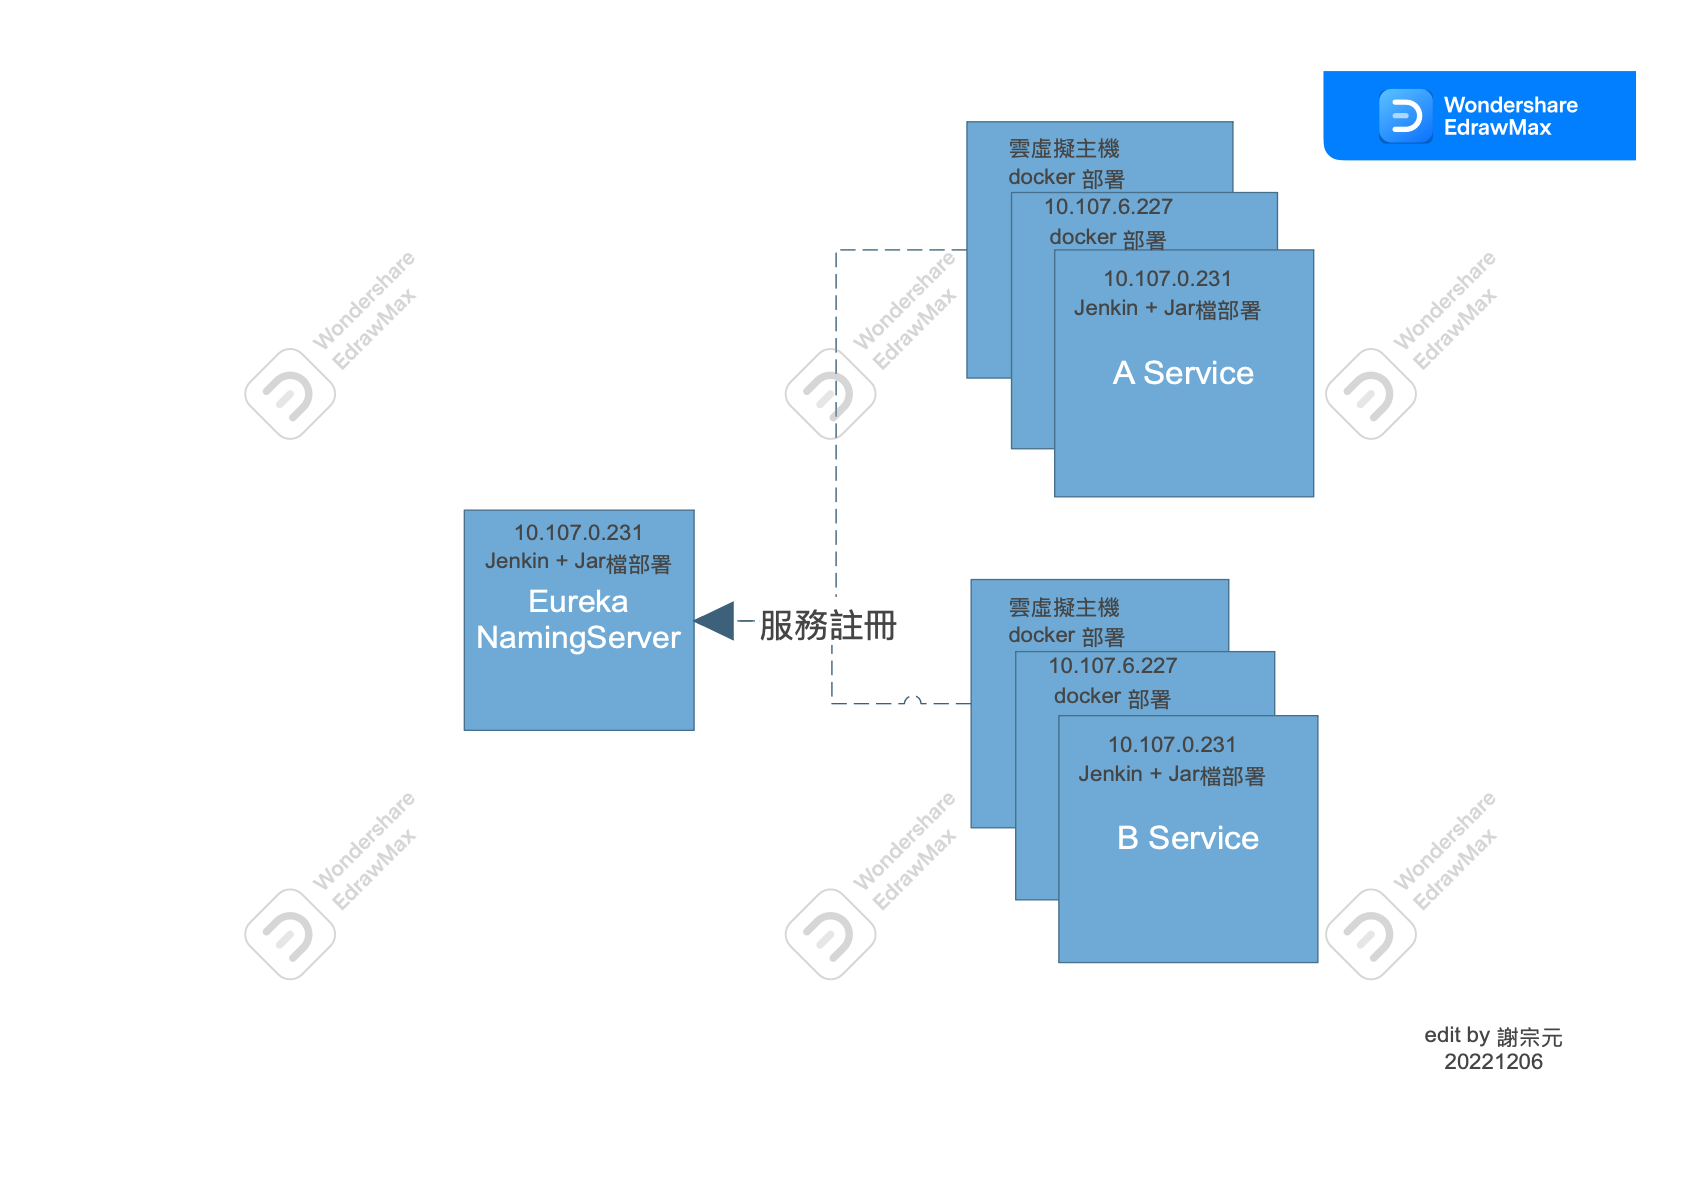 Wondershare
EdrawMax
雲虛擬主機
docker 部署
10.107.6.227
docker 部署
10.107.0.231
Jenkin + Jar檔部署
A Service
10.107.0.231
Jenkin + Jar檔部署
Eureka
NamingServer
服務註冊
雲虛擬主機
docker 部署
10.107.6.227
docker 部署
10.107.0.231
Jenkin + Jar檔部署
B Service
Wondershare
EdrawMax
Wondershare
EdrawMax
Wondershare
EdrawMax
Wondershare
EdrawMax
Wondershare
EdrawMax
Wondershare
EdrawMax
edit by 謝宗元
20221206